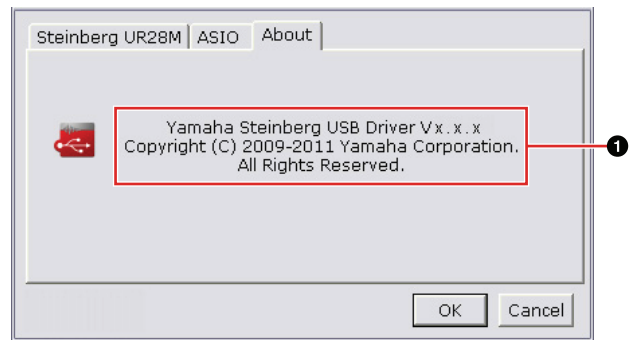 Steinberg UR28M ASIO About
Yamaha Steinberg USB Driver Vx.x.x
Copyright (C) 2009-2011 Yamaha Corporation.
All Rights Reserved.
1
OK Cancel